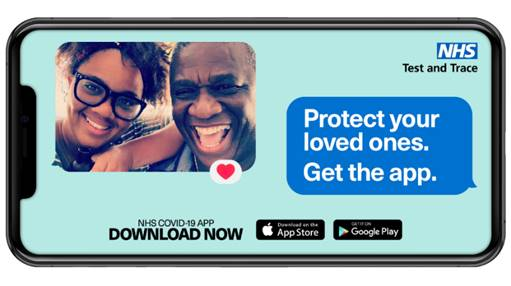 NHS
Test and Trace
Protect your
loved ones.
Get the app.
NHS COVID-19 APP
DOWNLOAD NOW
Download on the
App Store
GET IT ON
Google Play